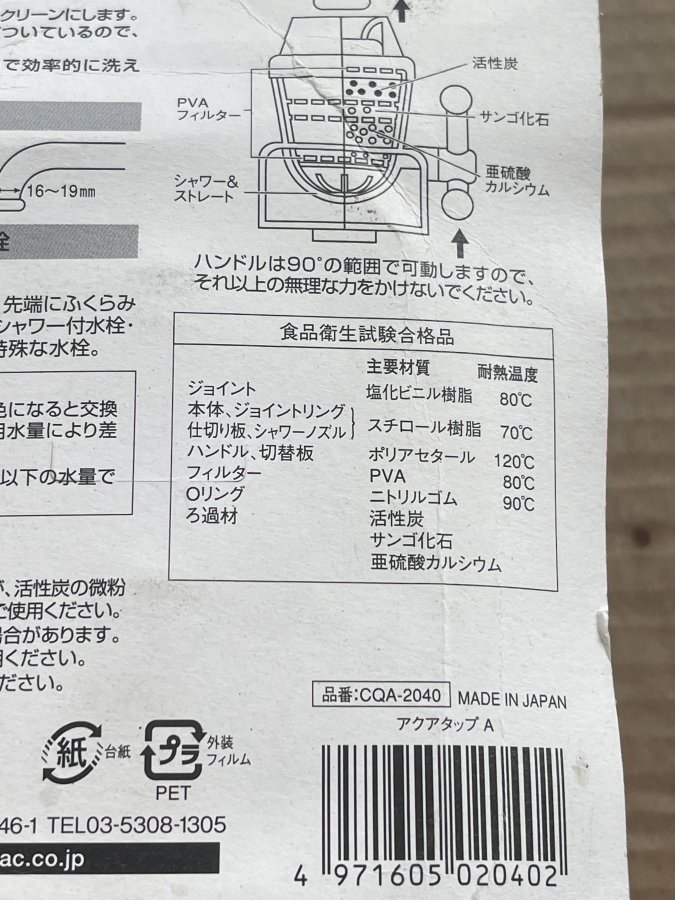 クリーンにします。
ついているので、
で効率的に洗え
16〜19mm
栓
先端にふくらみ
シャワー付水栓・
特殊な水栓。
色になると交換
用水量により差
以下の水量で
が、活性炭の微粉
ご使用ください。
場合があります。
用ください。
ださい。
PVA
フィルター
シャワー&
ストレート
活性炭
サンゴ化石
亜硫酸
カルシウム
ハンドルは90°の範囲で可動しますので、
それ以上の無理な力をかけないでください。
食品衛生試験合格品
主要材質 耐熱温度
ジョイント 塩化ビニル樹脂 80℃
本体、ジョイントリング
仕切り板、シャワーノズル スチロール樹脂 70℃
ハンドル、切替板 ポリアセタール 120℃
フィルター PVA 80℃
Oリング ニトリルゴム 90℃
ろ過材 活性炭
サンゴ化石
亜硫酸カルシウム
品番:CQA-2040 MADE IN JAPAN
アクアタップ A
紙 台紙 プラ 外装
フィルム
PET
46-1 TEL03-5308-1305
ac.co.jp
4 971605 020402